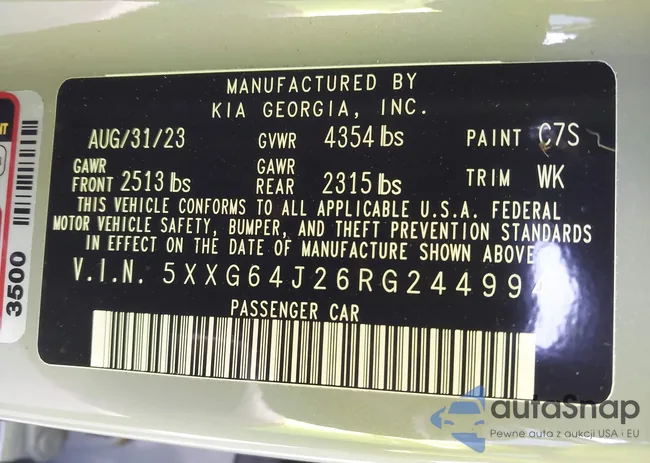 MANUFACTURED BY
KIA GEORGIA, INC.
AUG/31/23 GVWR 4354 lbs PAINT C7S
GAWR FRONT 2513 lbs GAWR REAR 2315 lbs TRIM WK
THIS VEHICLE CONFORMS TO ALL APPLICABLE U.S.A. FEDERAL
MOTOR VEHICLE SAFETY, BUMPER, AND THEFT PREVENTION STANDARDS
IN EFFECT ON THE DATE OF MANUFACTURE SHOWN ABOVE
V.I.N. 5XXG64J26RG244994
PASSENGER CAR
3500
autoSnap
Pewne auta z aukcji USA i EU